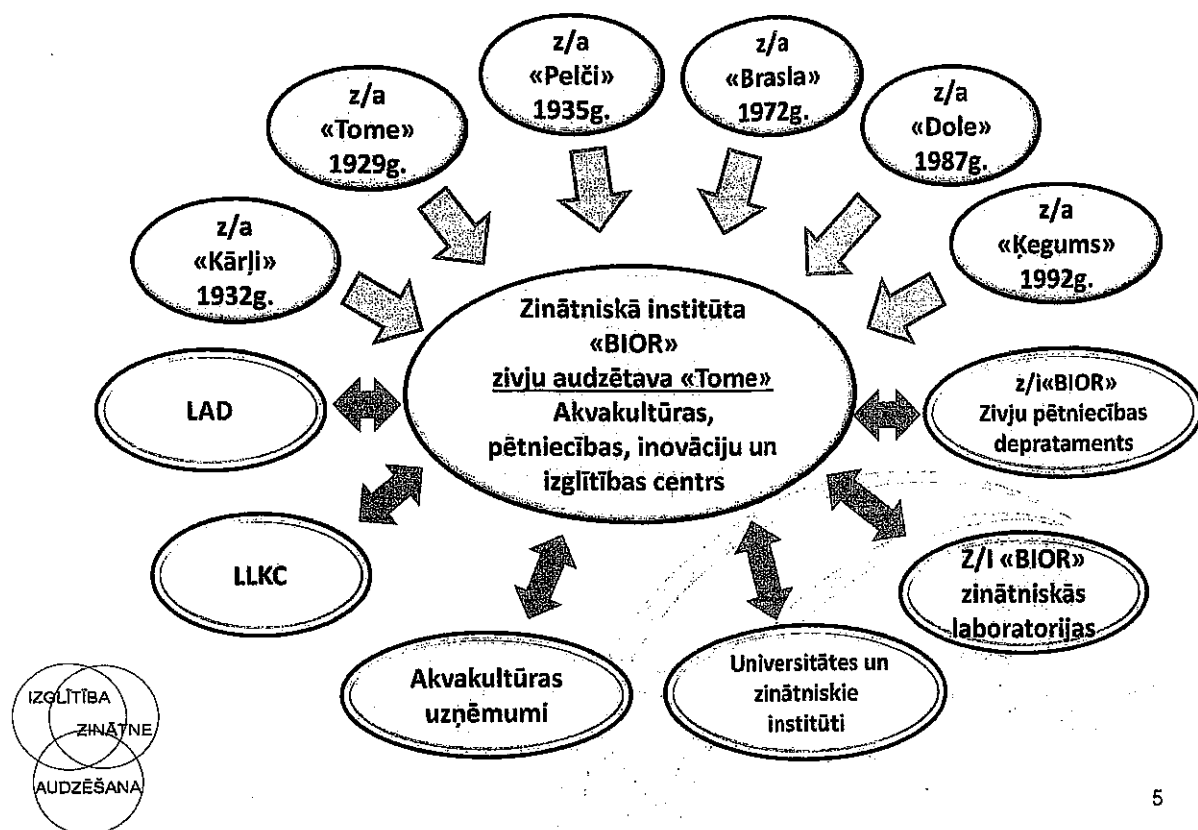 z/a
«Pelči»
1935g.
z/a
«Brasla»
1972g.
z/a
«Tome»
1929g.
z/a
«Dole»
1987g.
z/a
«Kārļi»
1932g.
z/a
«Ķegums»
1992g.
Zinātniskā institūta
«BIOR»
zivju audzētava «Tome»
Akvakultūras,
pētniecības, inovāciju un
izglītības centrs
LAD
z/i«BIOR»
Zivju pētniecības
deprataments
LLKC
Z/I «BIOR»
zinātniskās
laboratorijas
Akvakultūras
uzņēmumi
Universitātes un
zinātniskie
institūti
IZGLĪTĪBA
ZINĀTNE
AUDZĒŠANA
5